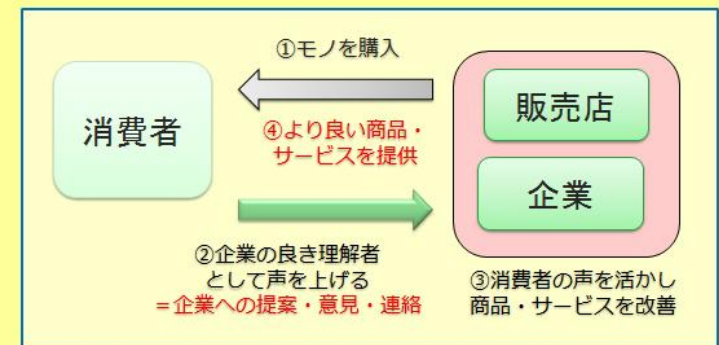 ①モノを購入
消費者
④より良い商品・
サービスを提供
販売店
企業
②企業の良き理解者
として声を上げる
=企業への提案・意見・連絡
③消費者の声を活かし
商品・サービスを改善